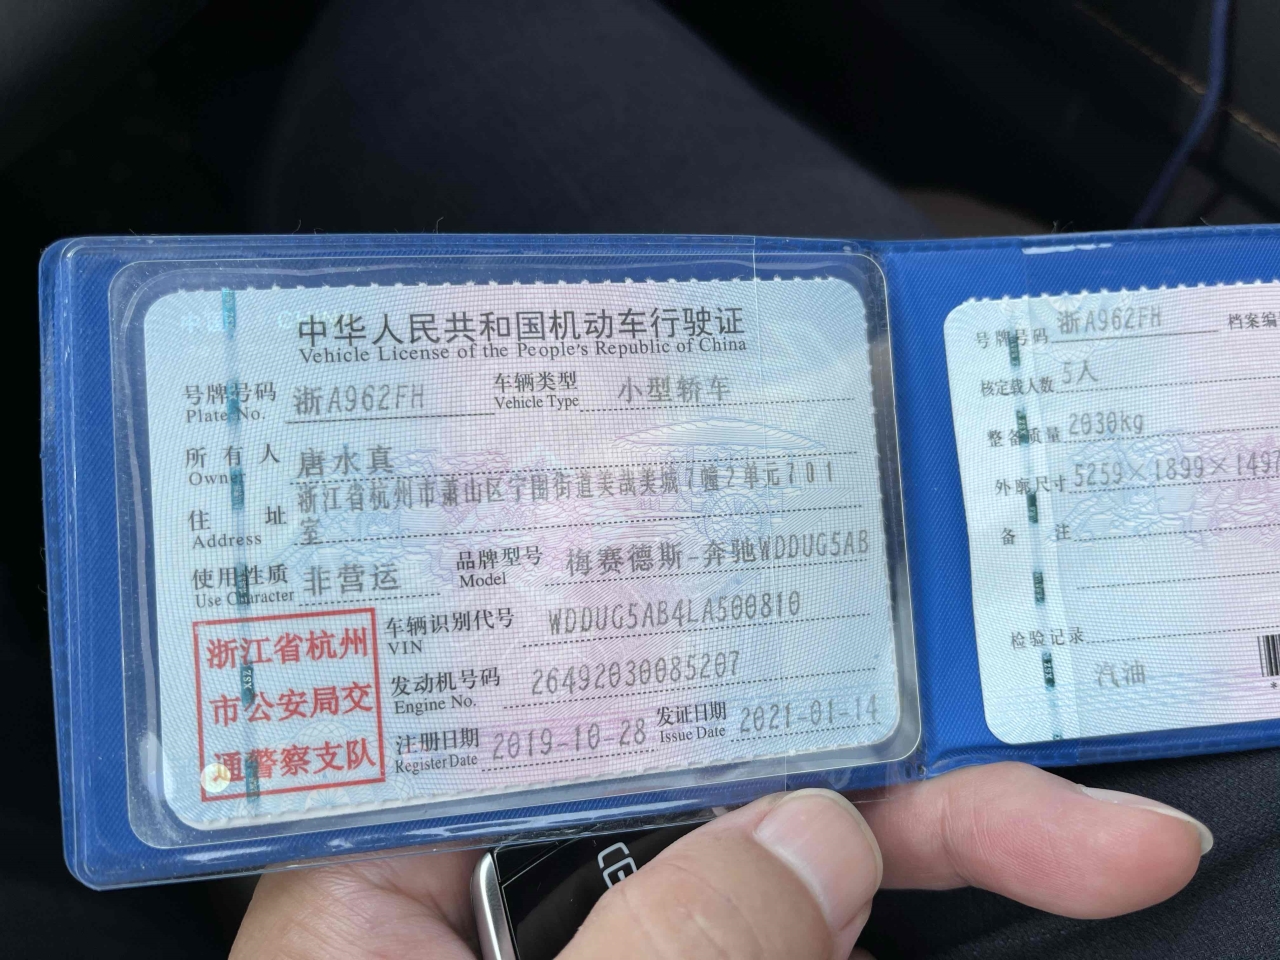 中华人民共和国机动车行驶证
Vehicle License of the People's Republic of China
号牌号码 浙A962FH 车辆类型 小型轿车
Plate No. Vehicle Type
所有人 唐水真
Owner
住址 浙江省杭州市萧山区宁围街道美哉美城7幢2单元701
Address 室
使用性质 非营运 品牌型号 梅赛德斯-奔驰WDDUG5AB
Use Character Model
浙江省杭州
市公安局交
通警察支队
车辆识别代号 WDDUG5AB4LA500810
VIN
发动机号码 26492030085207
Engine No.
注册日期 2019-10-28 发证日期 2021-01-14
Register Date Issue Date
号牌号码 浙A962FH 档案编
核定载人数 5人
整备质量 2030kg
外廓尺寸 5259×1899×1497
备注
检验记录
汽油